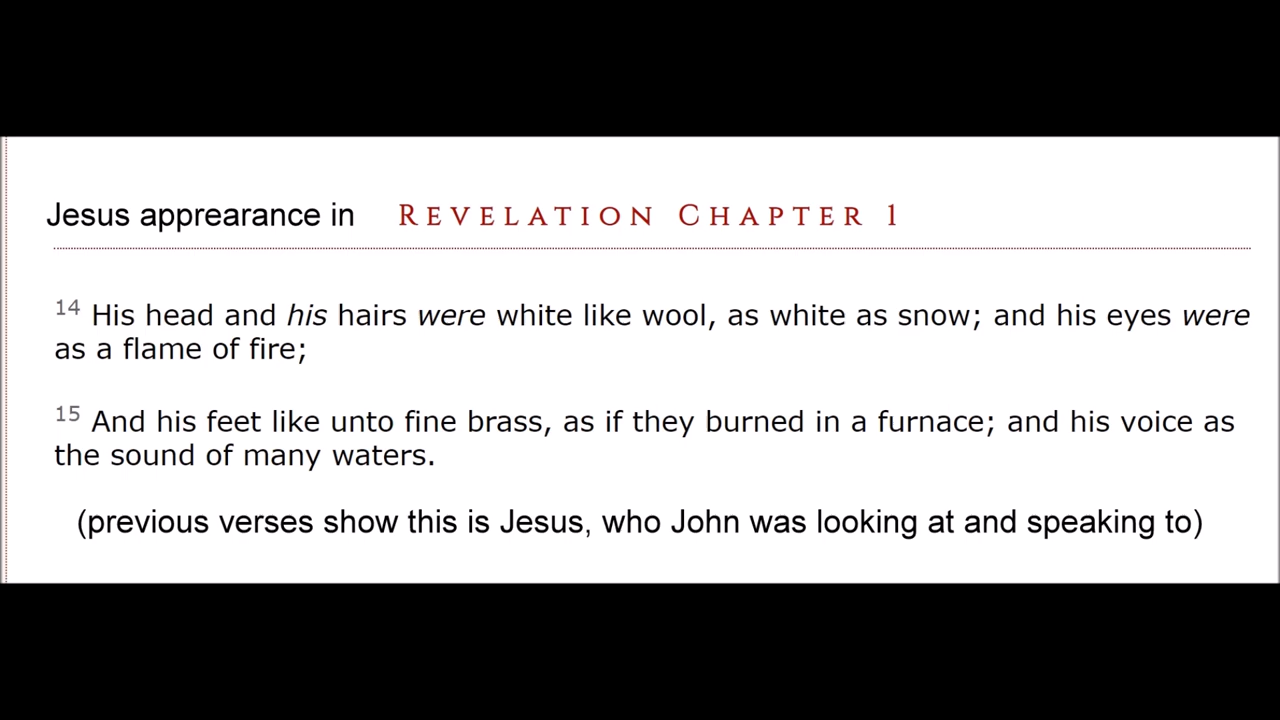 Jesus apprearance in REVELATION CHAPTER 1
14 His head and his hairs were white like wool, as white as snow; and his eyes were
as a flame of fire;
15 And his feet like unto fine brass, as if they burned in a furnace; and his voice as
the sound of many waters.
(previous verses show this is Jesus, who John was looking at and speaking to)